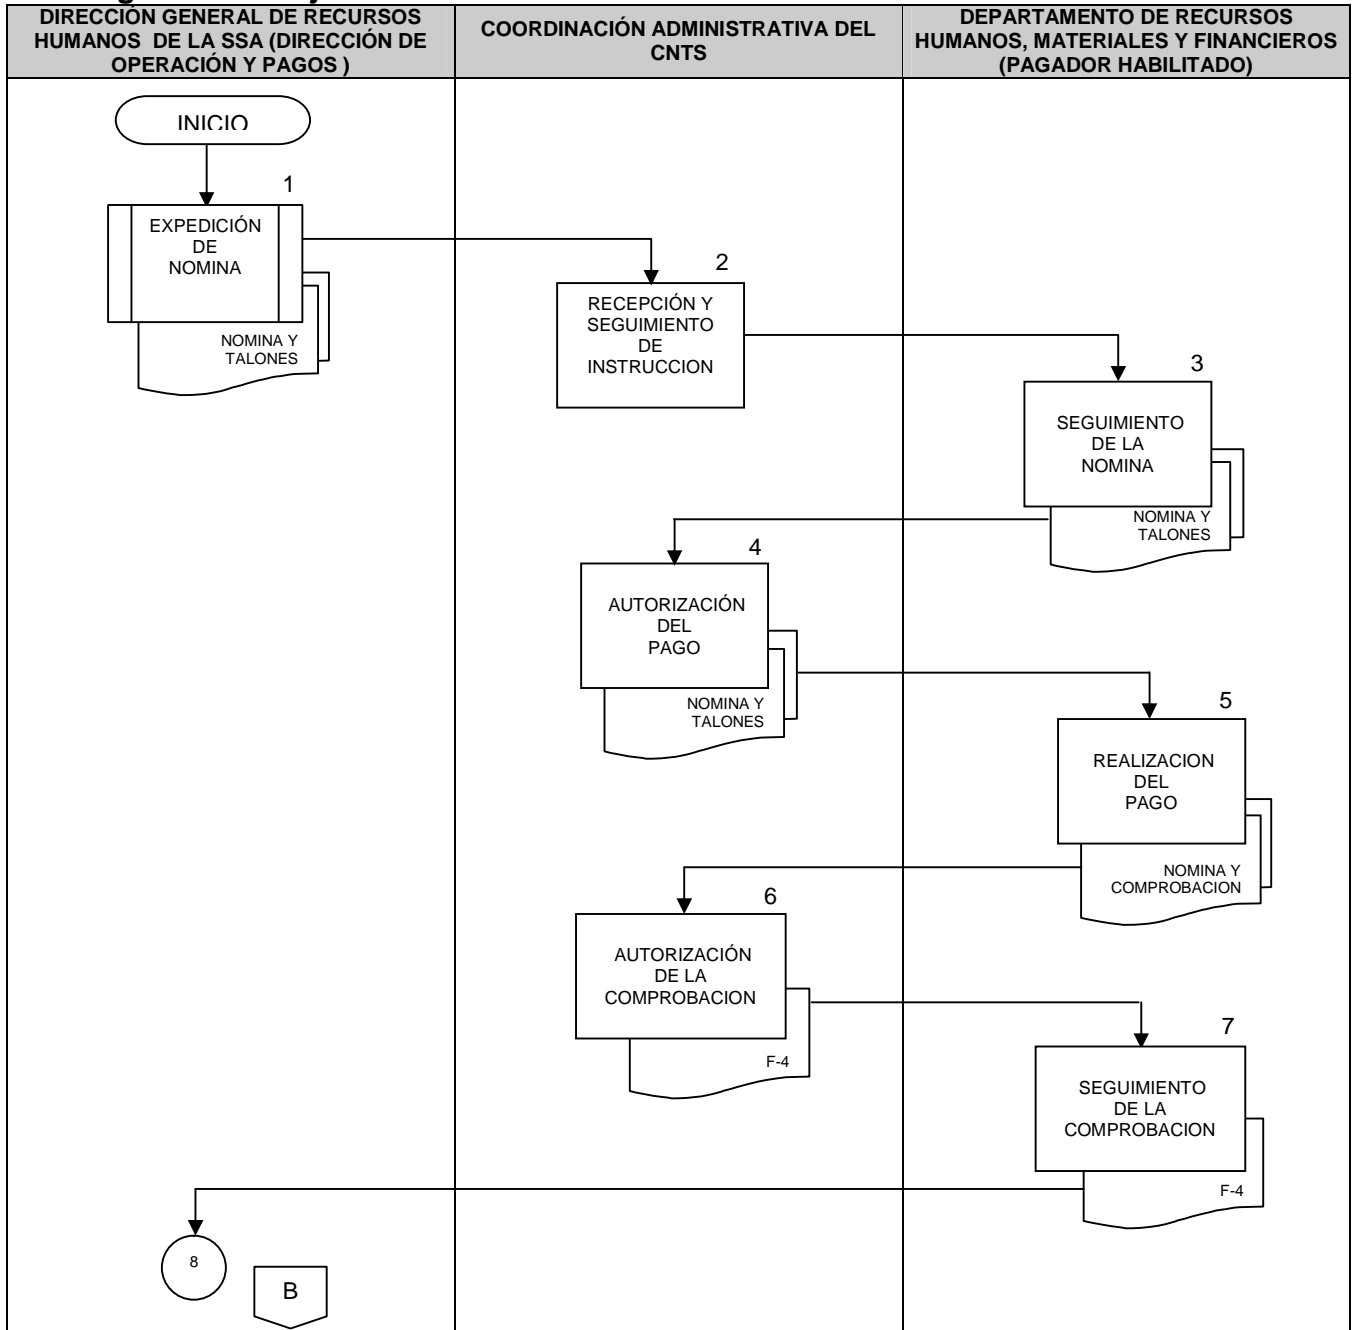 DIRECCIÓN GENERAL DE RECURSOS
HUMANOS DE LA SSA (DIRECCIÓN DE
OPERACIÓN Y PAGOS )
COORDINACIÓN ADMINISTRATIVA DEL
CNTS
DEPARTAMENTO DE RECURSOS
HUMANOS, MATERIALES Y FINANCIEROS
(PAGADOR HABILITADO)
INICIO
1
EXPEDICIÓN
DE
NOMINA
NOMINA Y
TALONES
2
RECEPCIÓN Y
SEGUIMIENTO
DE
INSTRUCCION
3
SEGUIMIENTO
DE LA
NOMINA
NOMINA Y
TALONES
4
AUTORIZACIÓN
DEL
PAGO
NOMINA Y
TALONES
5
REALIZACION
DEL
PAGO
NOMINA Y
COMPROBACION
6
AUTORIZACIÓN
DE LA
COMPROBACION
F-4
7
SEGUIMIENTO
DE LA
COMPROBACION
F-4
8
B